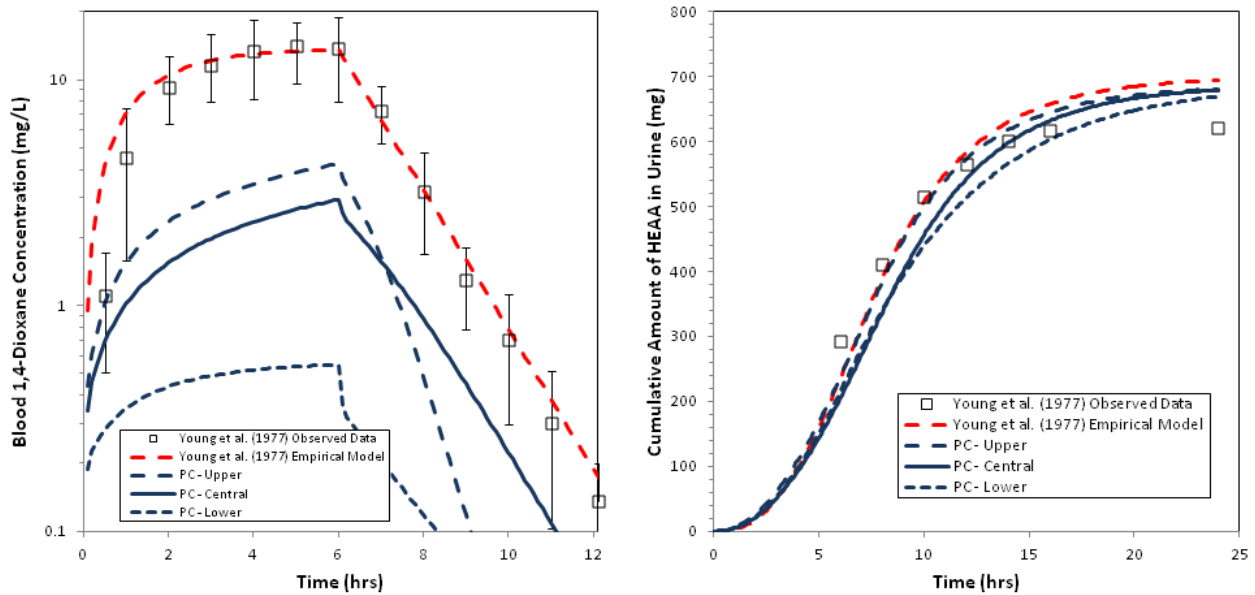 Blood 1,4-Dioxane Concentration (mg/L)
10
1
0.1
Young et al. (1977) Observed Data
Young et al. (1977) Empirical Model
PC- Upper
PC- Central
PC- Lower
0
2
4
6
8
10
12
Time (hrs)
Cumulative Amount of HEAA in Urine (mg)
800
700
600
500
400
300
200
100
0
Young et al. (1977) Observed Data
Young et al. (1977) Empirical Model
PC- Upper
PC- Central
PC- Lower
0
5
10
15
20
25
Time (hrs)